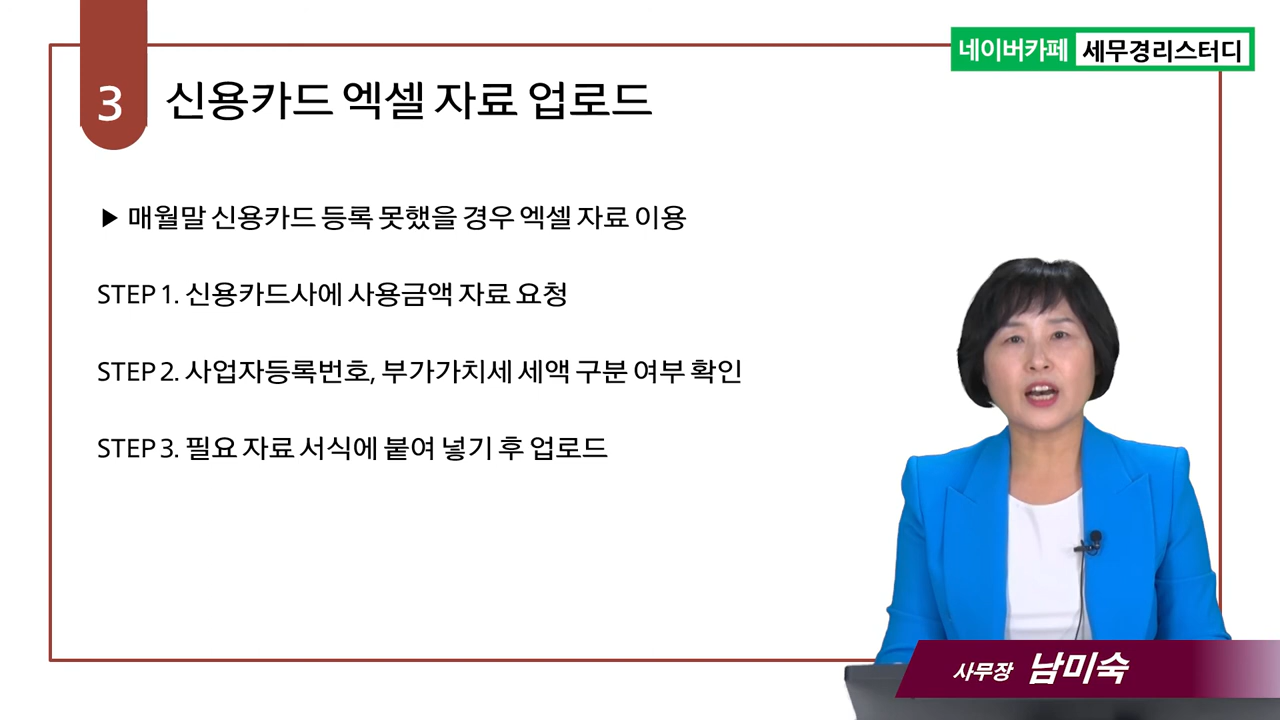 네이버카페 세무경리스터디
3 신용카드 엑셀 자료 업로드
▶ 매월말 신용카드 등록 못했을 경우 엑셀 자료 이용
STEP 1. 신용카드사에 사용금액 자료 요청
STEP 2. 사업자등록번호, 부가가치세 세액 구분 여부 확인
STEP 3. 필요 자료 서식에 붙여 넣기 후 업로드
사무장 남미숙